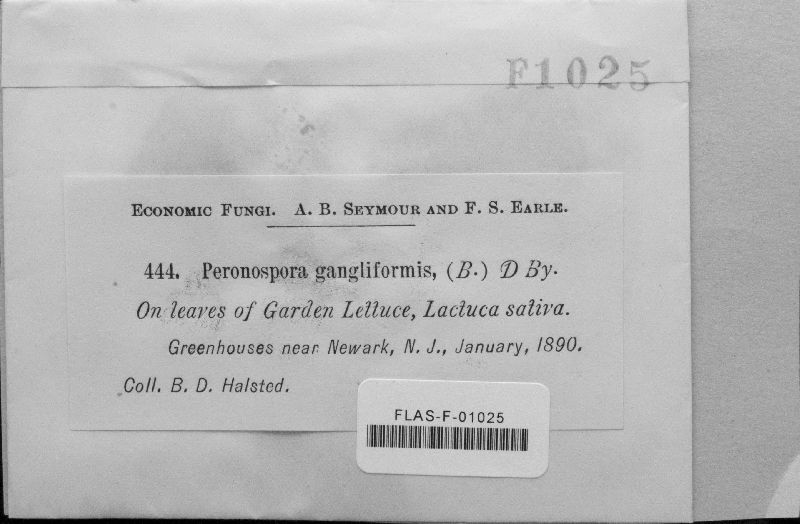 F1025
ECONOMIC FUNGI. A. B. SEYMOUR AND F. S. EARLE.
444. Peronospora gangliformis, (B.) D By.
On leaves of Garden Lettuce, Lactuca sativa.
Greenhouses near Newark, N. J., January, 1890.
Coll. B. D. Halsted.
FLAS-F-01025